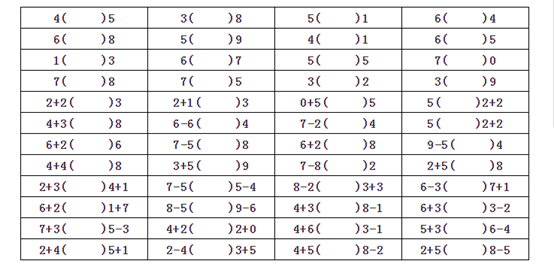 4(    )5    3(    )8    5(    )1    6(    )4
6(    )8    5(    )9    4(    )1    6(    )5
1(    )3    6(    )7    5(    )5    7(    )0
7(    )8    7(    )5    3(    )2    3(    )9
2+2(    )3    2+1(    )3    0+5(    )5    5(    )2+2
4+3(    )8    6-6(    )4    7-2(    )4    5(    )2+2
6+2(    )6    7-5(    )8    6+2(    )8    9-5(    )4
4+4(    )8    3+5(    )9    7-8(    )2    2+5(    )8
2+3(    )4+1    7-5(    )5-4    8-2(    )3+3    6-3(    )7+1
6+2(    )1+7    8-5(    )9-6    4+3(    )8-1    6+3(    )3-2
7+3(    )5-3    4+2(    )2+0    4+6(    )3-1    5+3(    )6-4
2+4(    )5+1    2-4(    )3+5    4+5(    )8-2    2+5(    )8-5